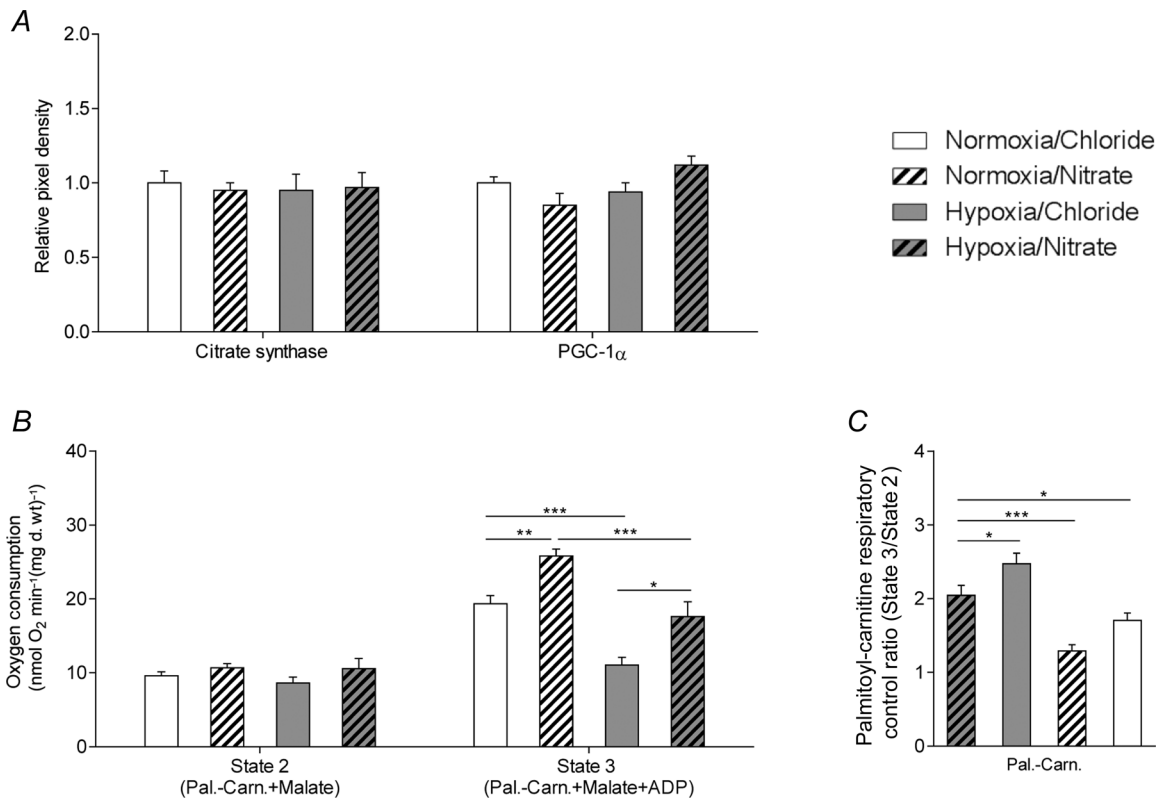 A
Relative pixel density
2.0
1.5
1.0
0.5
0.0
Citrate synthase
PGC-1α
Normoxia/Chloride
Normoxia/Nitrate
Hypoxia/Chloride
Hypoxia/Nitrate
B
Oxygen consumption
(nmol O₂ min⁻¹(mg d. wt)⁻¹)
40
30
20
10
0
***
**
***
*
State 2
(Pal.-Carn.+Malate)
State 3
(Pal.-Carn.+Malate+ADP)
C
Palmitoyl-carnitine respiratory
control ratio (State 3/State 2)
4
3
2
1
0
*
***
*
Pal.-Carn.